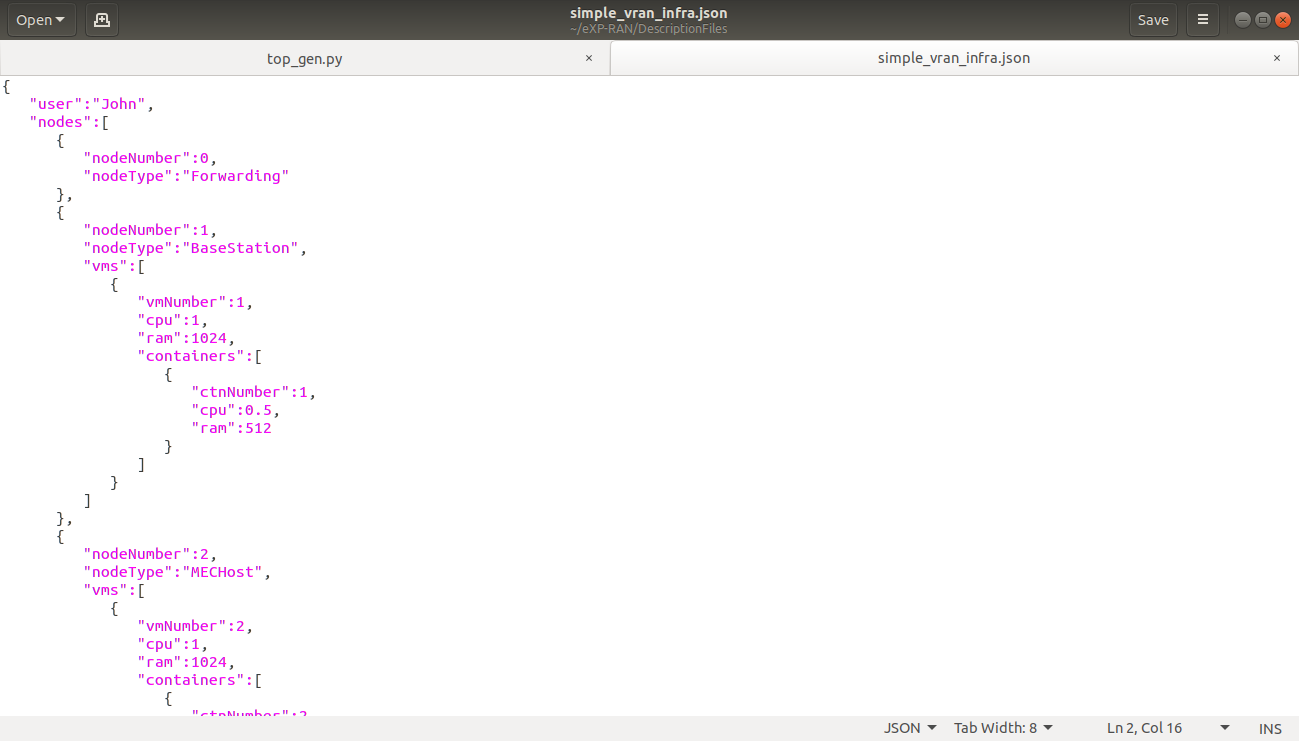 Open
simple_vran_infra.json
~/eXP-RAN/DescriptionFiles
Save
top_gen.py ×
simple_vran_infra.json ×
{
   "user":"John",
   "nodes":[
      {
         "nodeNumber":0,
         "nodeType":"Forwarding"
      },
      {
         "nodeNumber":1,
         "nodeType":"BaseStation",
         "vms":[
            {
               "vmNumber":1,
               "cpu":1,
               "ram":1024,
               "containers":[
                  {
                     "ctnNumber":1,
                     "cpu":0.5,
                     "ram":512
                  }
               ]
            }
         ]
      },
      {
         "nodeNumber":2,
         "nodeType":"MECHost",
         "vms":[
            {
               "vmNumber":2,
               "cpu":1,
               "ram":1024,
               "containers":[
                  {
                     "ctnNumber":2
JSON Tab Width: 8 Ln 2, Col 16 INS